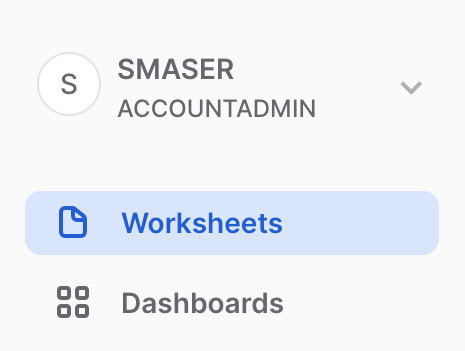 S
SMASER
ACCOUNTADMIN
Worksheets
Dashboards